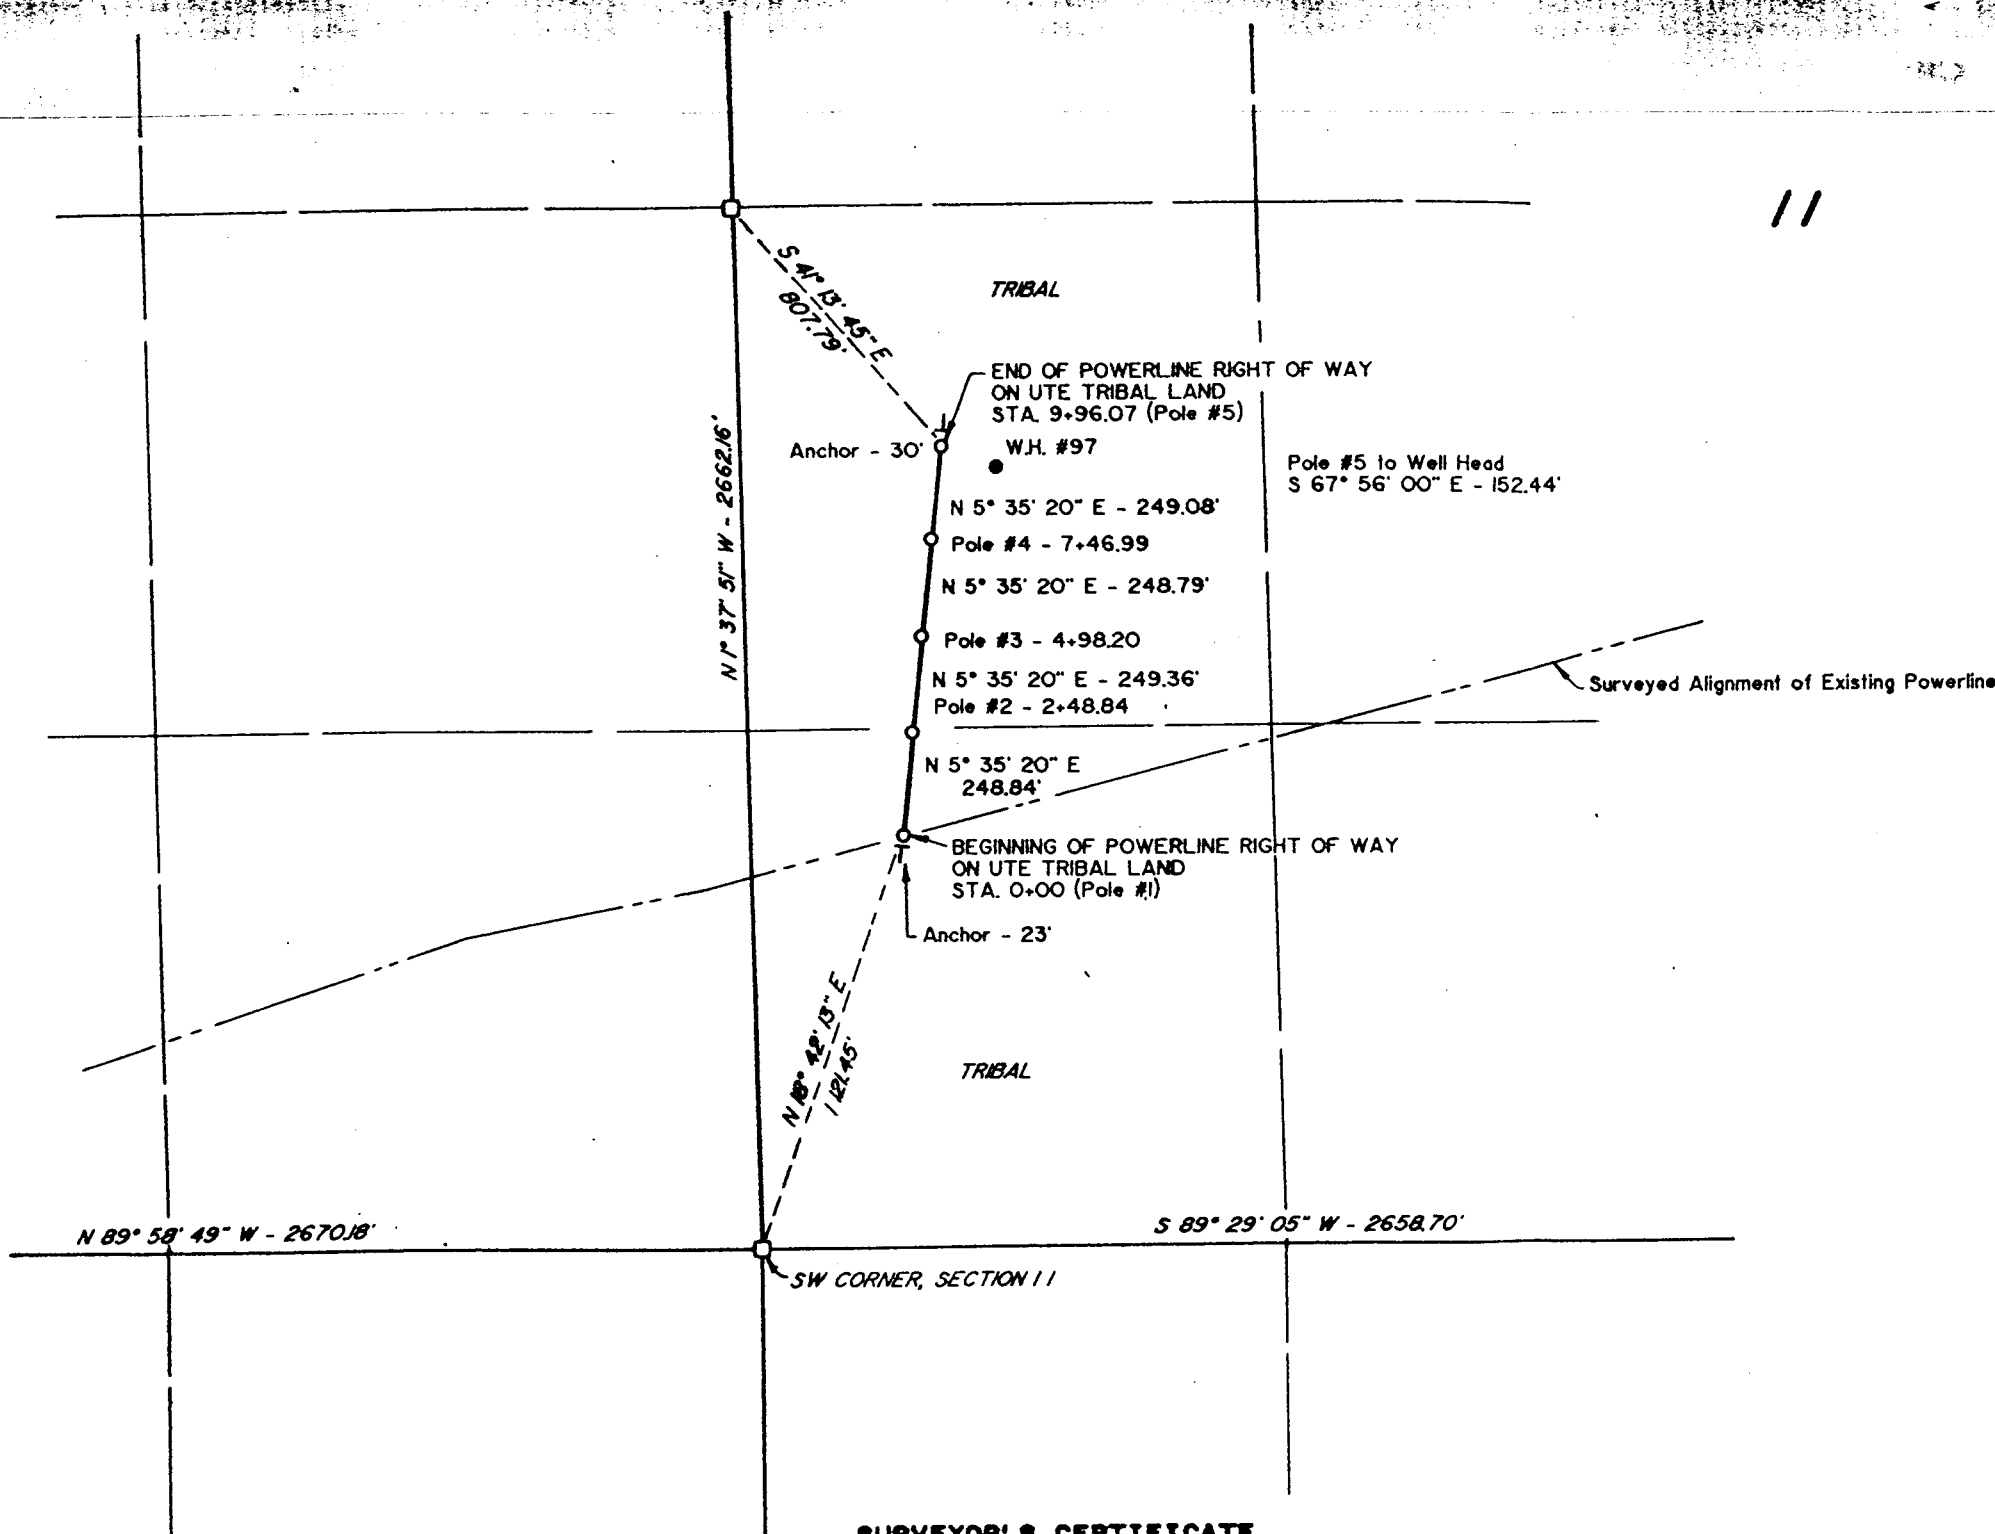 11
S 41° 13' 45" E
807.79'
TRIBAL
END OF POWERLINE RIGHT OF WAY
ON UTE TRIBAL LAND
STA. 9+96.07 (Pole #5)
Anchor - 30'
W.H. #97
Pole #5 to Well Head
S 67° 56' 00" E - 152.44'
N 1° 37' 51" W - 2662.16'
N 5° 35' 20" E - 249.08'
Pole #4 - 7+46.99
N 5° 35' 20" E - 248.79'
Pole #3 - 4+98.20
N 5° 35' 20" E - 249.36'
Pole #2 - 2+48.84
Surveyed Alignment of Existing Powerline
N 5° 35' 20" E
248.84'
BEGINNING OF POWERLINE RIGHT OF WAY
ON UTE TRIBAL LAND
STA. 0+00 (Pole #1)
Anchor - 23'
N 18° 42' 13" E
1121.45'
TRIBAL
N 89° 58' 49" W - 2670.18'
S 89° 29' 05" W - 2658.70'
SW CORNER, SECTION 11
SURVEYOR'S CERTIFICATE